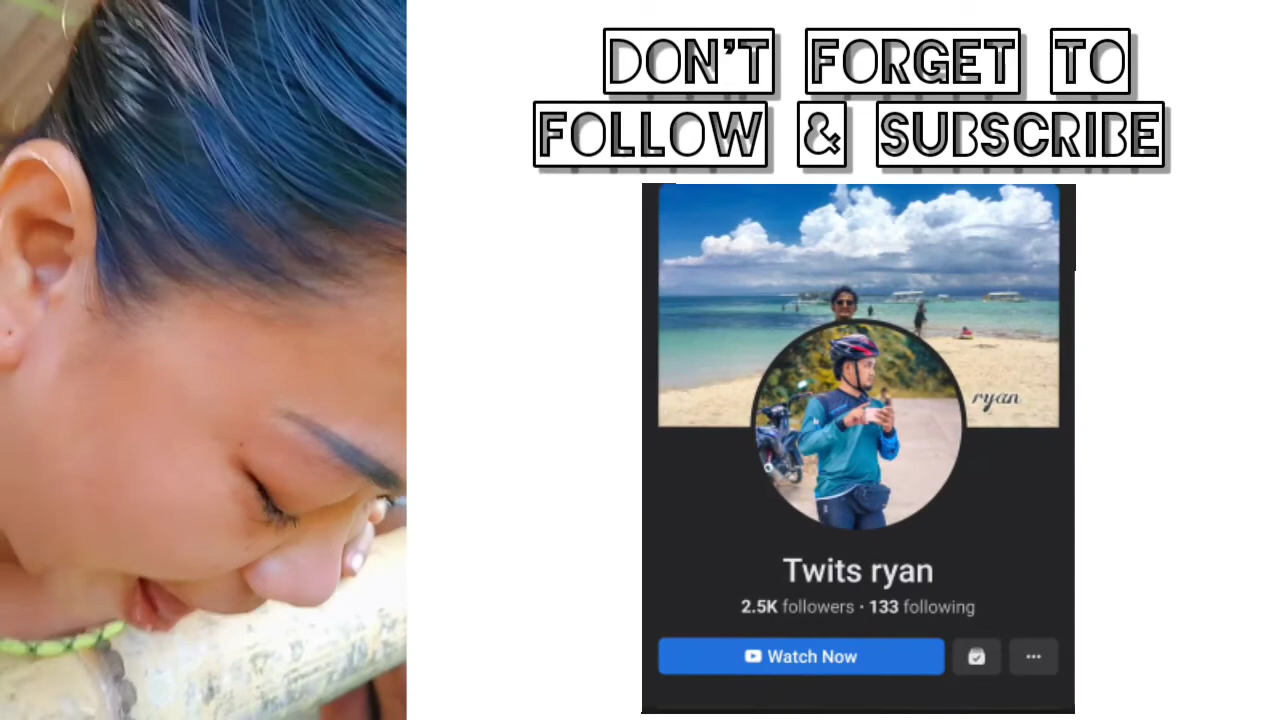 DON'T FORGET TO
FOLLOW & SUBSCRIBE
ryan
Twits ryan
2.5K followers • 133 following
Watch Now